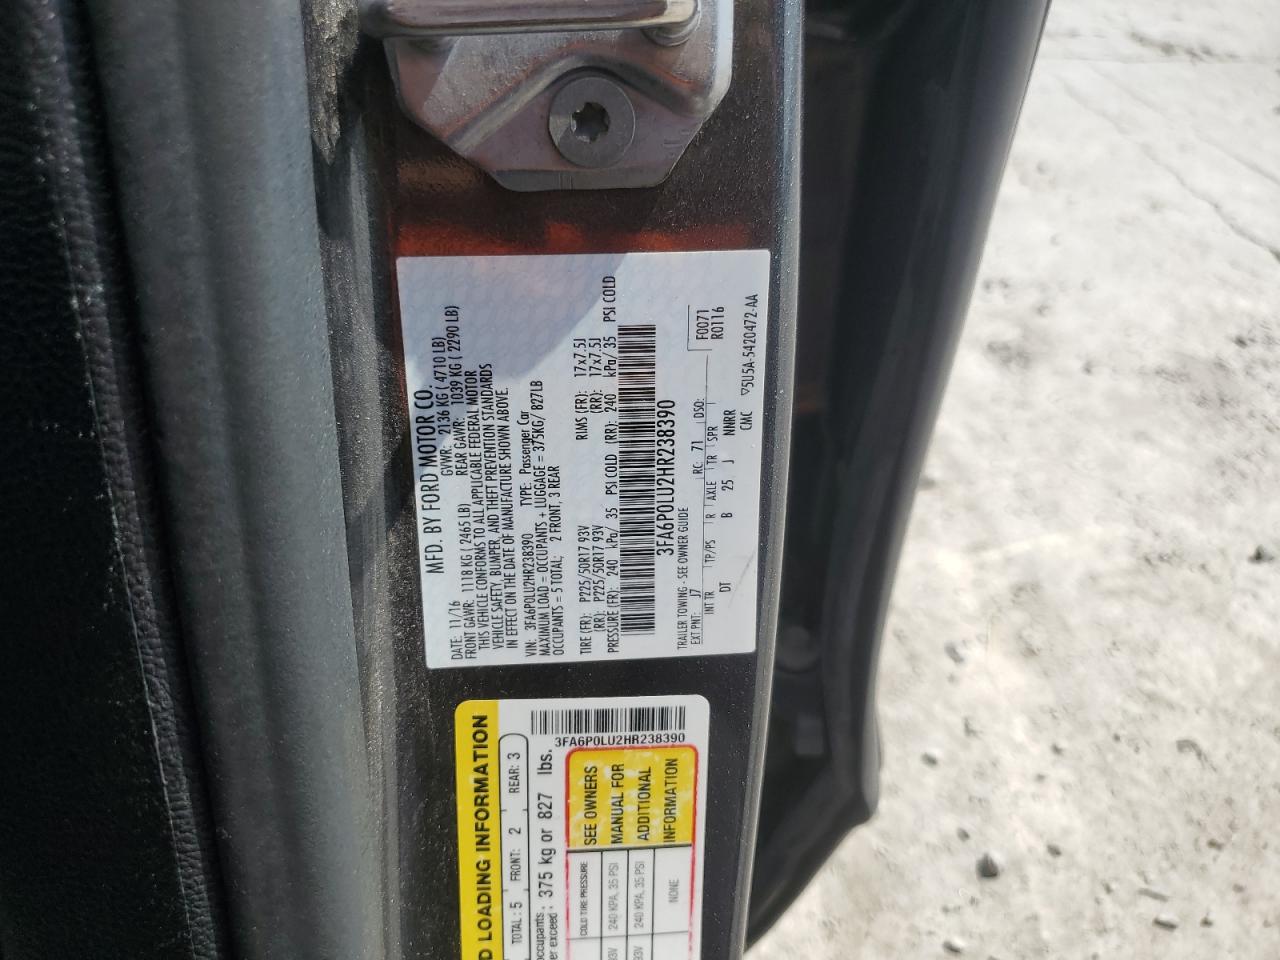 MFD. BY FORD MOTOR CO.
DATE: 11/16 GVWR: 2136 KG ( 4710 LB)
FRONT GAWR: 1118 KG ( 2465 LB) REAR GAWR: 1039 KG ( 2290 LB)
THIS VEHICLE CONFORMS TO ALL APPLICABLE FEDERAL MOTOR
VEHICLE SAFETY, BUMPER, AND THEFT PREVENTION STANDARDS
IN EFFECT ON THE DATE OF MANUFACTURE SHOWN ABOVE.
VIN: 3FA6P0LU2HR238390 TYPE: Passenger Car
MAXIMUM LOAD = OCCUPANTS + LUGGAGE = 375KG/ 827LB
OCCUPANTS = 5 TOTAL; 2 FRONT, 3 REAR
TIRE (FR): P225/50R17 93V RIMS (FR): 17x7.5J
(RR): P225/50R17 93V (RR): 17x7.5J
PRESSURE (FR): 240 kPa/ 35 PSI COLD (RR): 240 kPa/ 35 PSI COLD
3FA6P0LU2HR238390
TRAILER TOWING - SEE OWNER GUIDE
EXT PNT: J7 RC: 71 DSO: F0071
R0116
INT TR TP/PS R AXLE TR SPR
DT B 25 J NNRR
CMC ▽5U5A-5420472-AA
D LOADING INFORMATION
TOTAL: 5 FRONT: 2 REAR: 3
occupants
er exceed: 375 kg or 827 lbs.
3FA6P0LU2HR238390
COLD TIRE PRESSURE
93V 240 KPA, 35 PSI
93V 240 KPA, 35 PSI
NONE
SEE OWNERS
MANUAL FOR
ADDITIONAL
INFORMATION